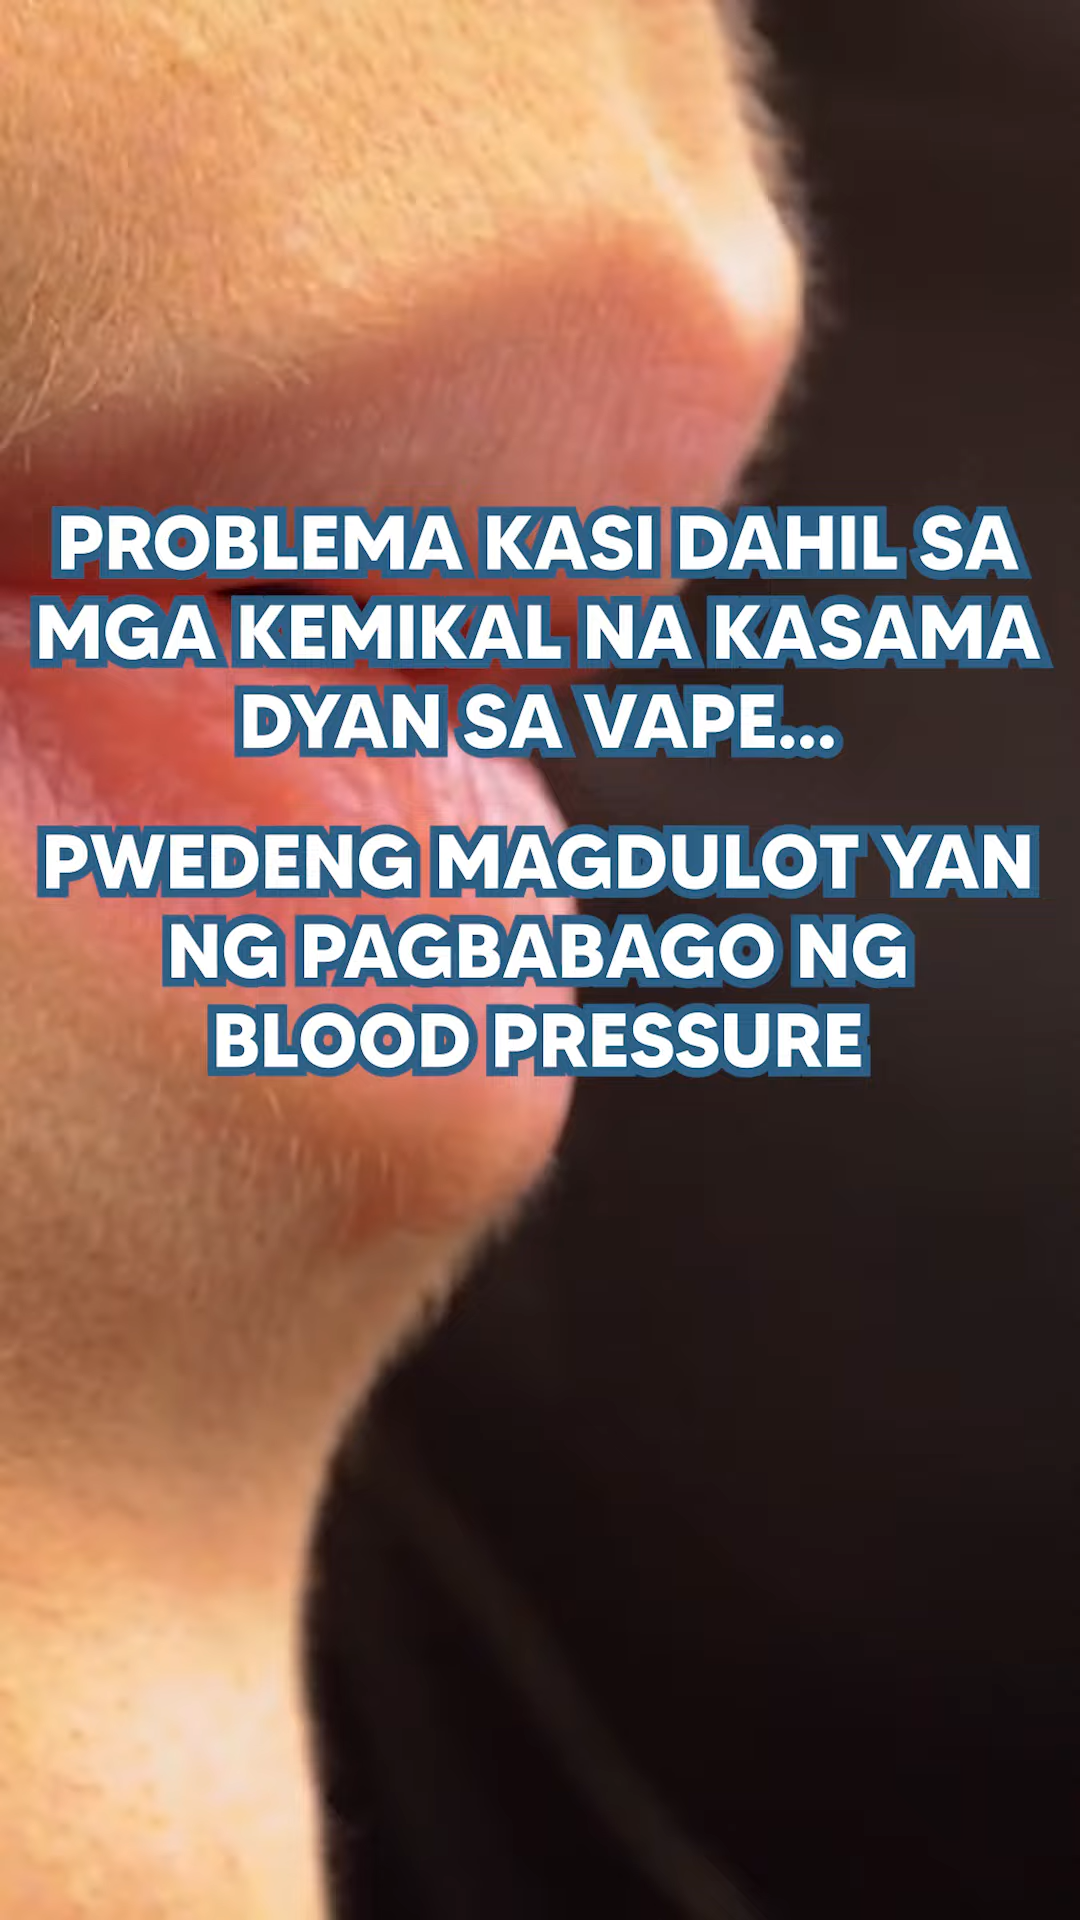 PROBLEMA KASI DAHIL SA
MGA KEMIKAL NA KASAMA
DYAN SA VAPE...
PWEDENG MAGDULOT YAN
NG PAGBABAGO NG
BLOOD PRESSURE